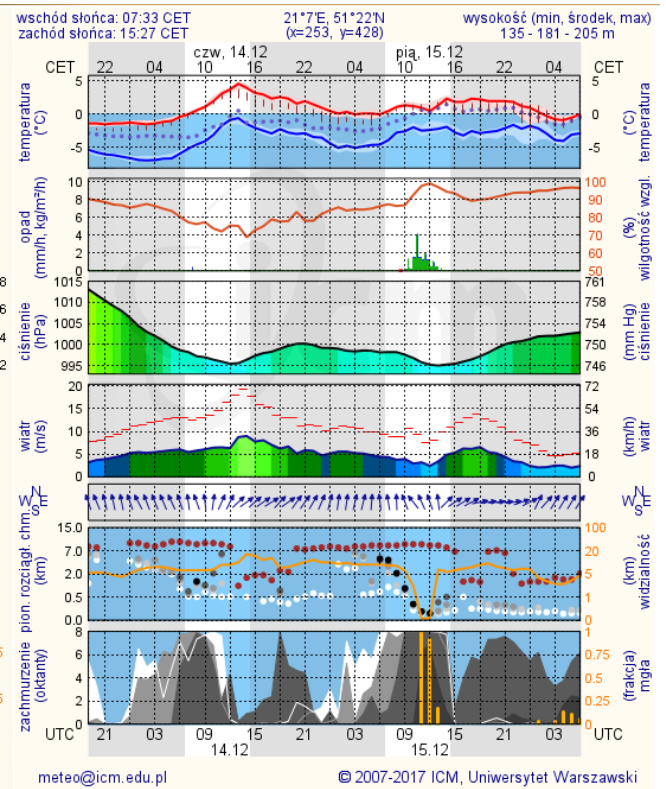 wschód słońca: 07:33 CET 21°7'E, 51°22'N wysokość (min, środek, max)
zachód słońca: 15:27 CET (x=253, y=428) 135 - 181 - 205 m
czw, 14.12 pią, 15.12
CET 22 04 10 16 22 04 10 16 22 04 CET
5 0 -5
temperatura
(°C)
5 0 -5
temperatura
(°C)
10 8 6 4 2 0
opad
(mm/h, kg/m²/h)
100 90 80 70 60 50
(%)
wilgotność wzgl.
1015 1010 1005 1000 995
ciśnienie
(hPa)
761 758 754 750 746
(mm Hg)
ciśnienie
20 15 10 5 0
wiatr
(m/s)
72 54 36 18 0
(km/h)
wiatr
N
W E
S
N
W E
S
15.0 7.0 2.0 0.5 0.0
pion. rozciągł. chm.
(km)
100 20 5 1 0
(km)
widzialność
8 6 4 2 0
zachmurzenie
(oktanty)
1 0.75 0.5 0.25 0
(frakcja)
mgła
UTC 21 03 09 15 21 03 09 15 21 03 UTC
14.12 15.12
meteo@icm.edu.pl © 2007-2017 ICM, Uniwersytet Warszawski